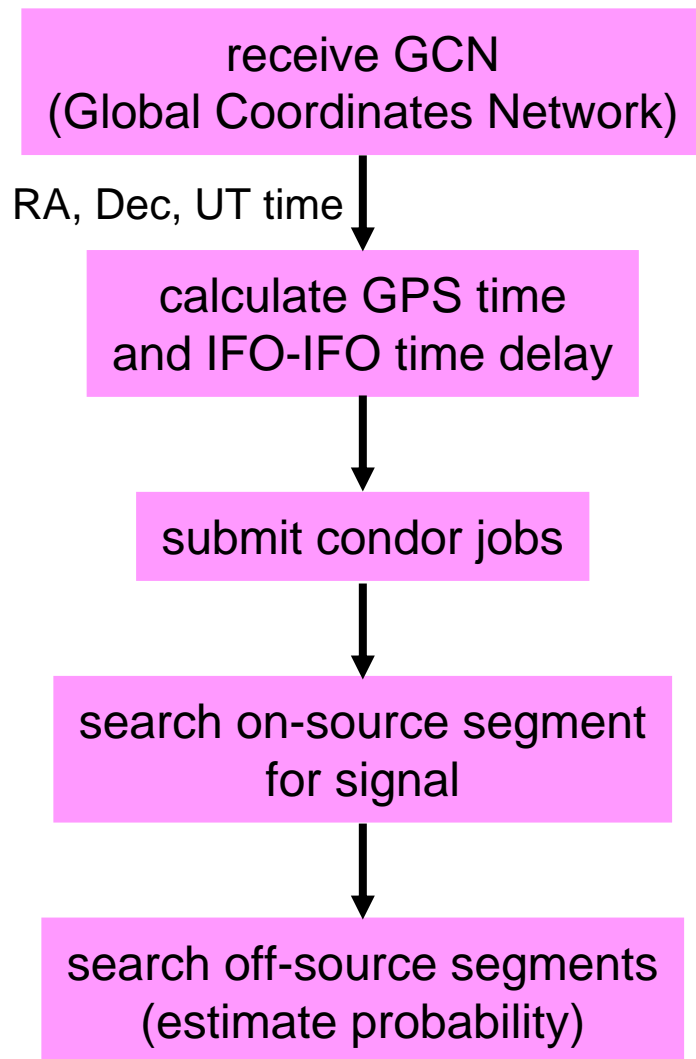 receive GCN
(Global Coordinates Network)
RA, Dec, UT time
calculate GPS time
and IFO-IFO time delay
submit condor jobs
search on-source segment
for signal
search off-source segments
(estimate probability)